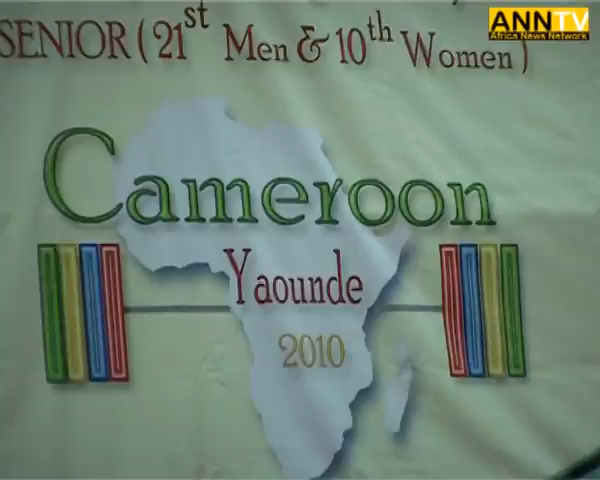 SENIOR ( 21st Men & 10th Women )
ANNTV
Africa News Network
Cameroon
Yaounde
2010